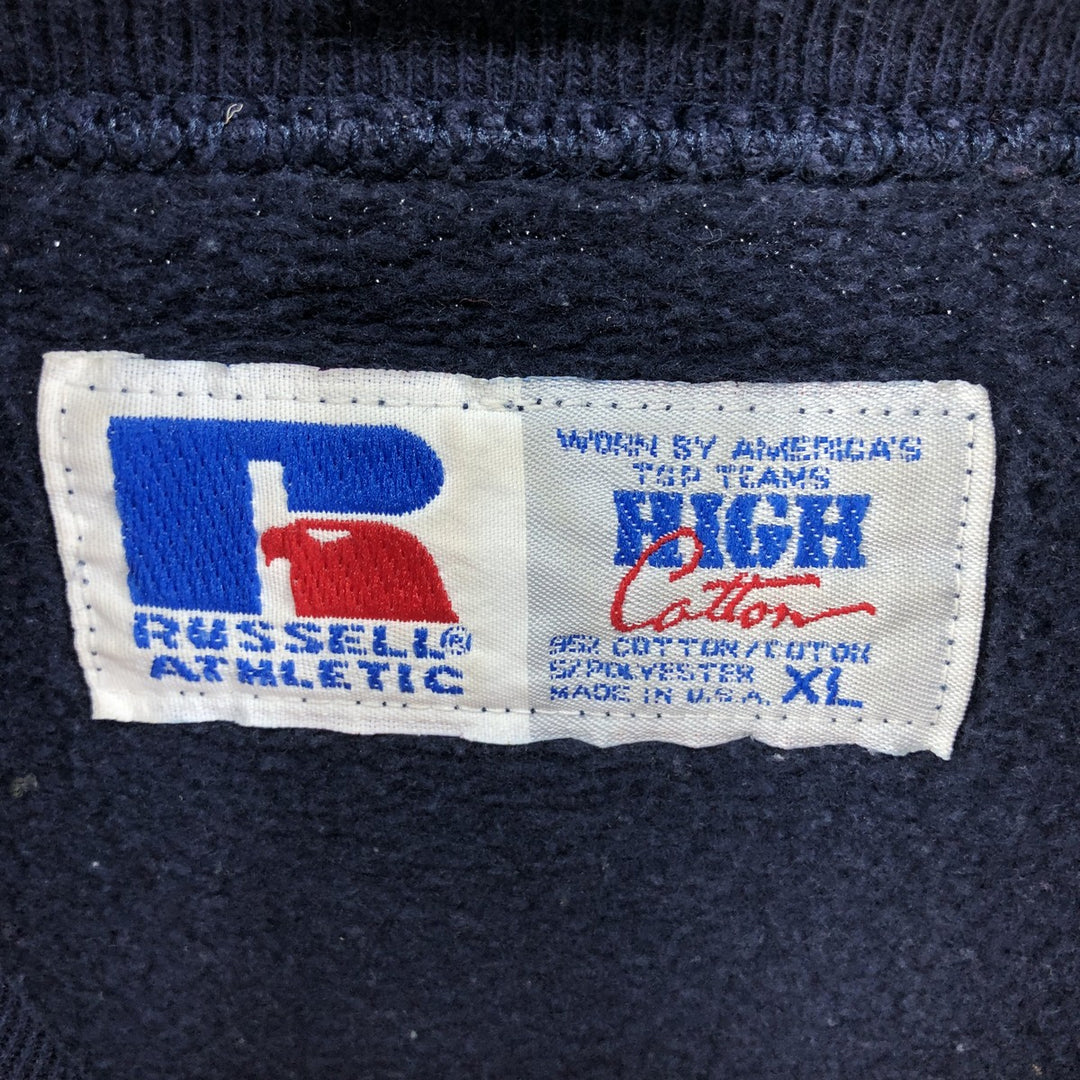 RUSSELL®
ATHLETIC
WORN BY AMERICA'S
TOP TEAMS
HIGH
Cotton
95% COTTON/COTON
5% POLYESTER
MADE IN U.S.A. XL